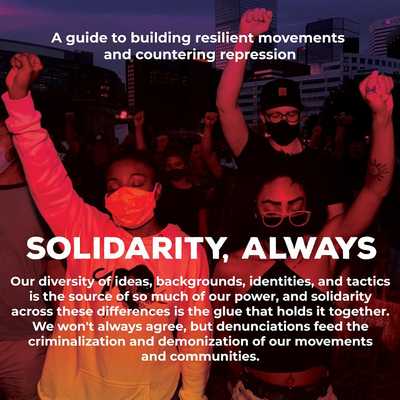 A guide to building resilient movements
and countering repression
SOLIDARITY, ALWAYS
Our diversity of ideas, backgrounds, identities, and tactics
is the source of so much of our power, and solidarity
across these differences is the glue that holds it together.
We won't always agree, but denunciations feed the
criminalization and demonization of our movements
and communities.